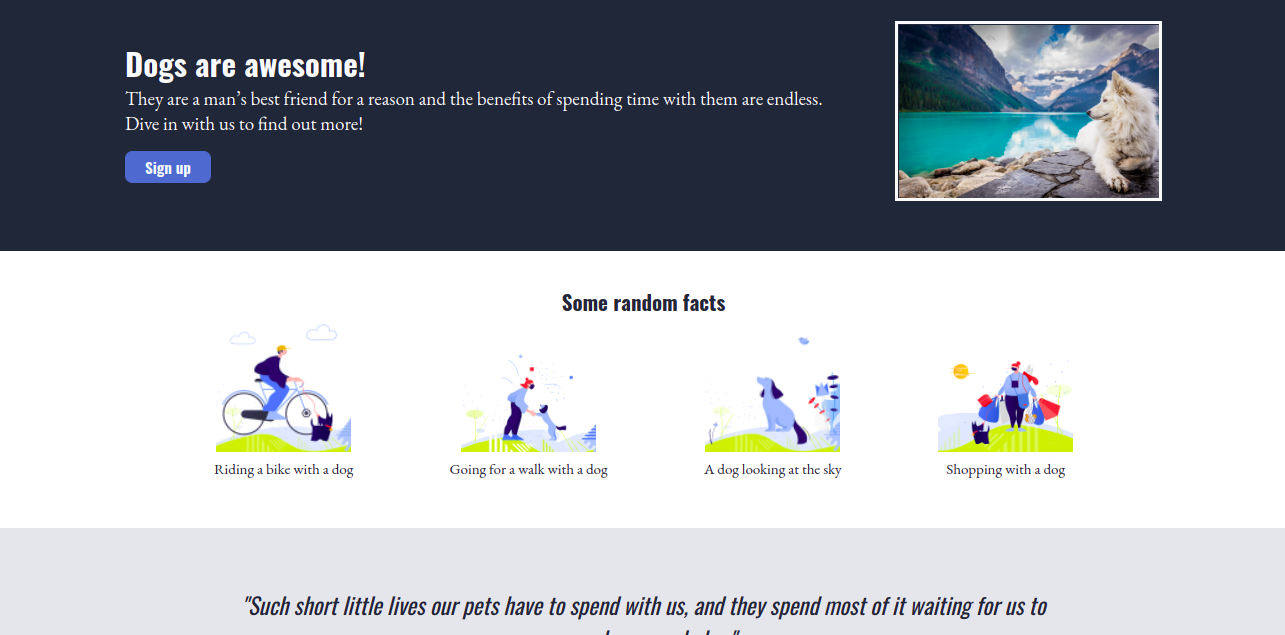 Dogs are awesome!
They are a man’s best friend for a reason and the benefits of spending time with them are endless.
Dive in with us to find out more!
Sign up
Some random facts
Riding a bike with a dog
Going for a walk with a dog
A dog looking at the sky
Shopping with a dog
"Such short little lives our pets have to spend with us, and they spend most of it waiting for us to